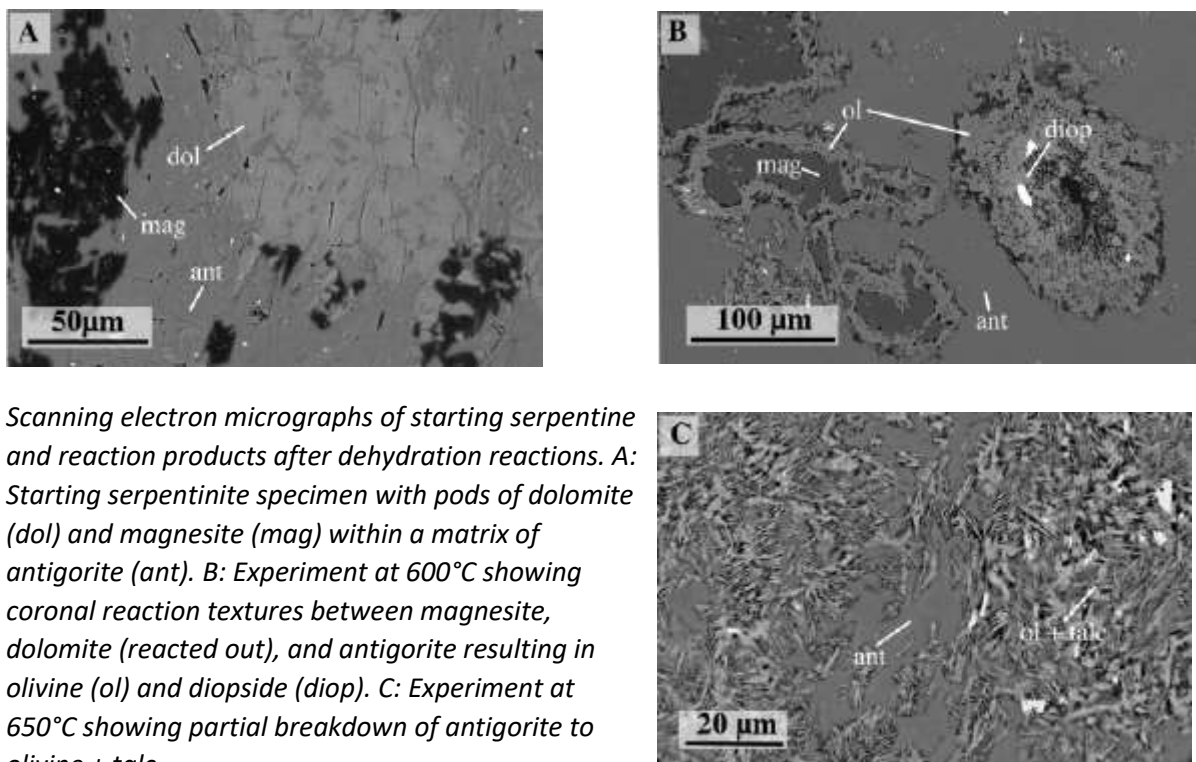 A
dol
mag
ant
50μm
B
ol
diop
mag
100 μm
ant
Scanning electron micrographs of starting serpentine
and reaction products after dehydration reactions. A:
Starting serpentinite specimen with pods of dolomite
(dol) and magnesite (mag) within a matrix of
antigorite (ant). B: Experiment at 600°C showing
coronal reaction textures between magnesite,
dolomite (reacted out), and antigorite resulting in
olivine (ol) and diopside (diop). C: Experiment at
650°C showing partial breakdown of antigorite to
olivine + talc
C
ol + talc
ant
20 μm